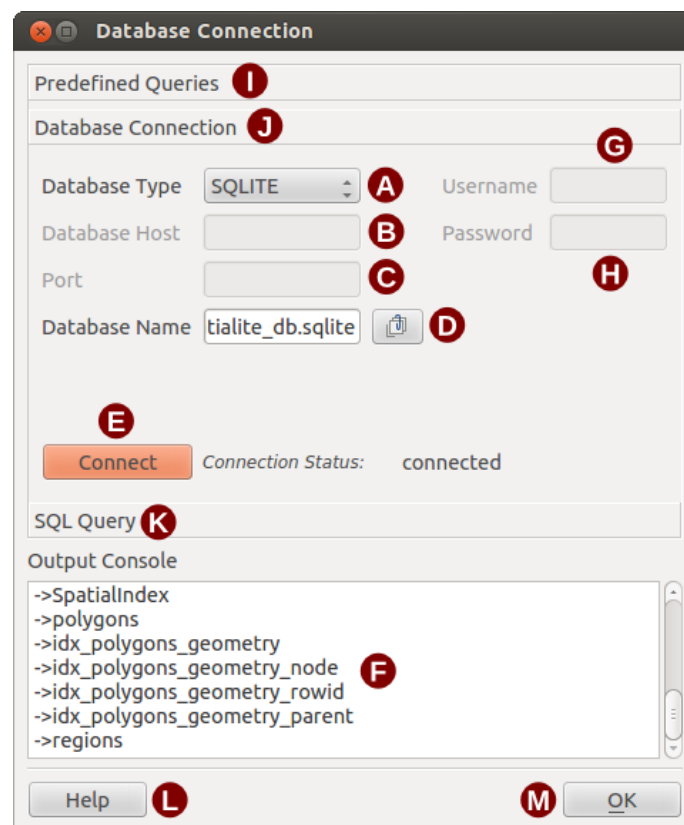 Database Connection
Predefined Queries I
Database Connection J
G
Database Type SQLITE A Username
Database Host B Password
Port C H
Database Name tialite_db.sqlite D
E
Connect Connection Status: connected
SQL Query K
Output Console
->SpatialIndex
->polygons
->idx_polygons_geometry
->idx_polygons_geometry_node F
->idx_polygons_geometry_rowid
->idx_polygons_geometry_parent
->regions
Help L M OK